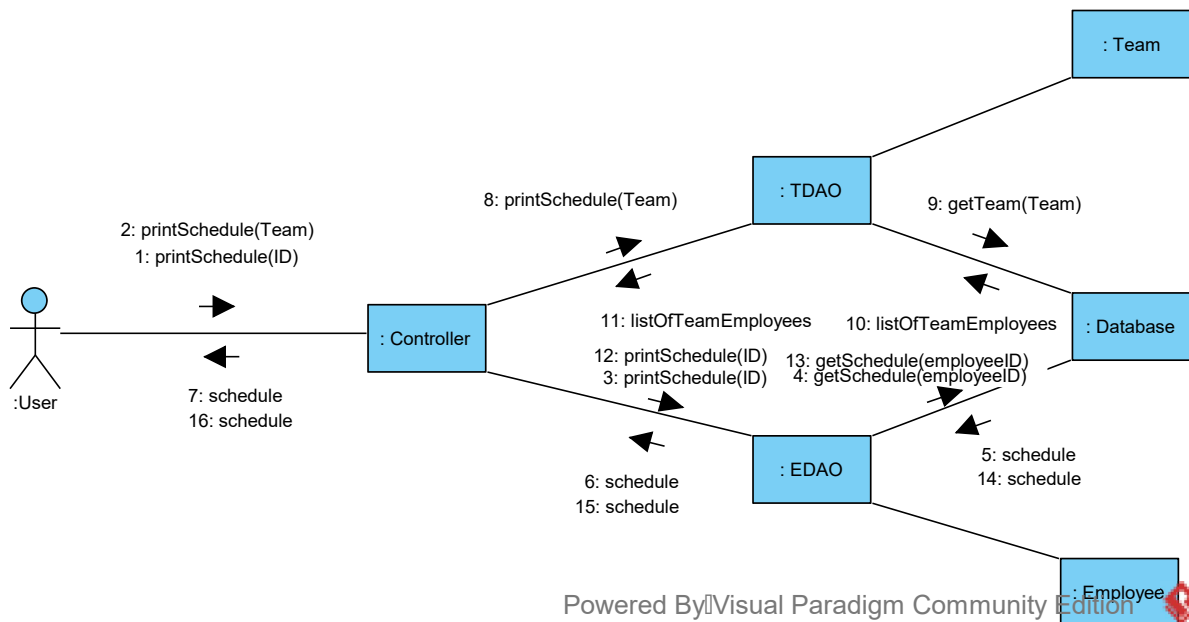 : Team
: TDAO
8: printSchedule(Team)
9: getTeam(Team)
2: printSchedule(Team)
1: printSchedule(ID)
: Controller
11: listOfTeamEmployees
10: listOfTeamEmployees
: Database
12: printSchedule(ID)
3: printSchedule(ID)
13: getSchedule(employeeID)
4: getSchedule(employeeID)
:User
7: schedule
16: schedule
: EDAO
6: schedule
15: schedule
5: schedule
14: schedule
: Employee
Powered By Visual Paradigm Community Edition